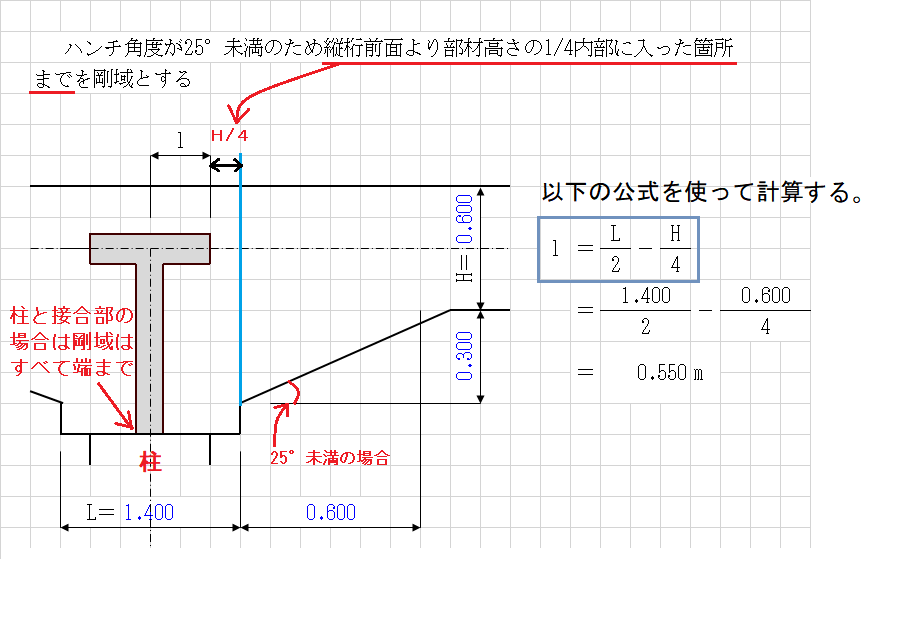 ハンチ角度が25°未満のため縦桁前面より部材高さの1/4内部に入った箇所
までを剛域とする
H/4
l
以下の公式を使って計算する。
l = L/2 - H/4
= 1.400/2 - 0.600/4
= 0.550 m
H= 0.600
0.300
柱と接合部の
場合は剛域は
すべて端まで
25°未満の場合
柱
L= 1.400
0.600